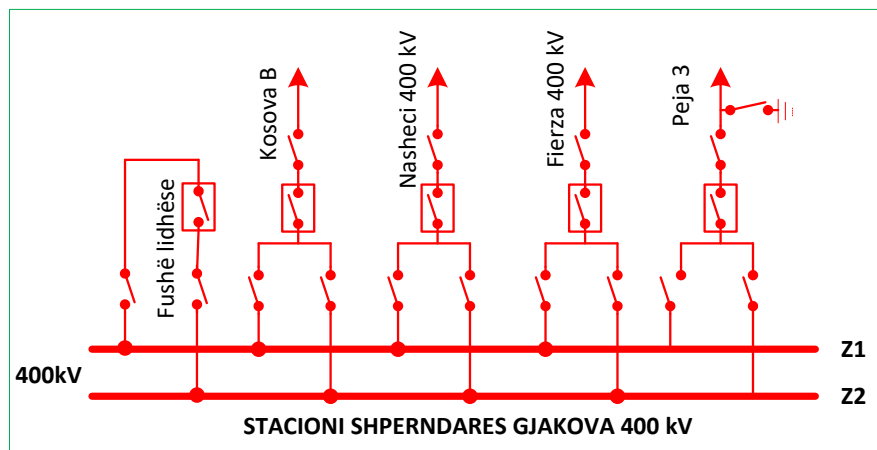 Kosova B
Nasheci 400 kV
Fierza 400 kV
Peja 3
Fushë lidhëse
Z1
400kV
Z2
STACIONI SHPERNDARES GJAKOVA 400 kV